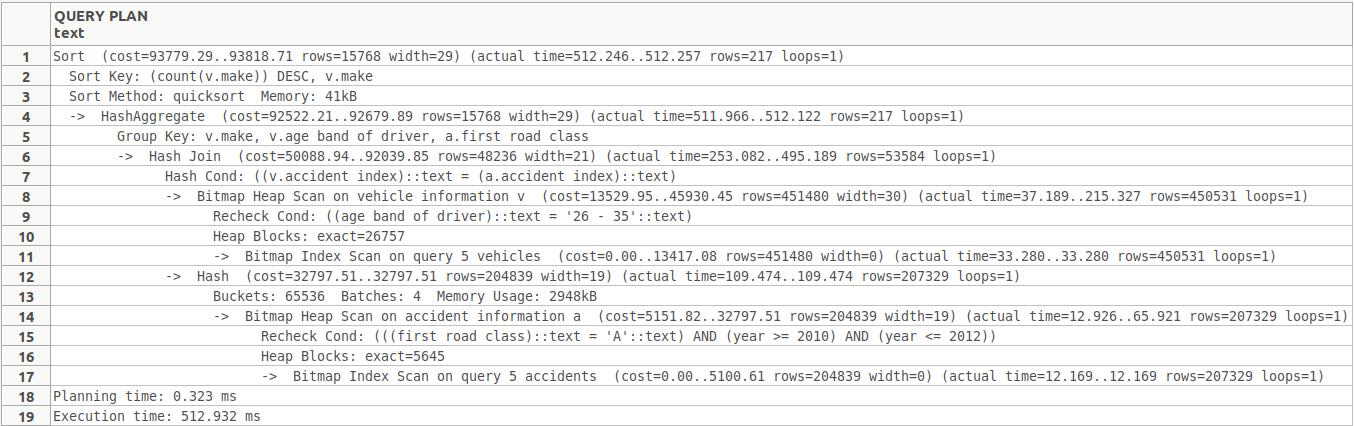 QUERY PLAN
text
1 Sort (cost=93779.29..93818.71 rows=15768 width=29) (actual time=512.246..512.257 rows=217 loops=1)
2 Sort Key: (count(v.make)) DESC, v.make
3 Sort Method: quicksort Memory: 41kB
4 -> HashAggregate (cost=92522.21..92679.89 rows=15768 width=29) (actual time=511.966..512.122 rows=217 loops=1)
5 Group Key: v.make, v.age band of driver, a.first road class
6 -> Hash Join (cost=50088.94..92039.85 rows=48236 width=21) (actual time=253.082..495.189 rows=53584 loops=1)
7 Hash Cond: ((v.accident index)::text = (a.accident index)::text)
8 -> Bitmap Heap Scan on vehicle information v (cost=13529.95..45930.45 rows=451480 width=30) (actual time=37.189..215.327 rows=450531 loops=1)
9 Recheck Cond: ((age band of driver)::text = '26 - 35'::text)
10 Heap Blocks: exact=26757
11 -> Bitmap Index Scan on query 5 vehicles (cost=0.00..13417.08 rows=451480 width=0) (actual time=33.280..33.280 rows=450531 loops=1)
12 -> Hash (cost=32797.51..32797.51 rows=204839 width=19) (actual time=109.474..109.474 rows=207329 loops=1)
13 Buckets: 65536 Batches: 4 Memory Usage: 2948kB
14 -> Bitmap Heap Scan on accident information a (cost=5151.82..32797.51 rows=204839 width=19) (actual time=12.926..65.921 rows=207329 loops=1)
15 Recheck Cond: (((first road class)::text = 'A'::text) AND (year >= 2010) AND (year <= 2012))
16 Heap Blocks: exact=5645
17 -> Bitmap Index Scan on query 5 accidents (cost=0.00..5100.61 rows=204839 width=0) (actual time=12.169..12.169 rows=207329 loops=1)
18 Planning time: 0.323 ms
19 Execution time: 512.932 ms